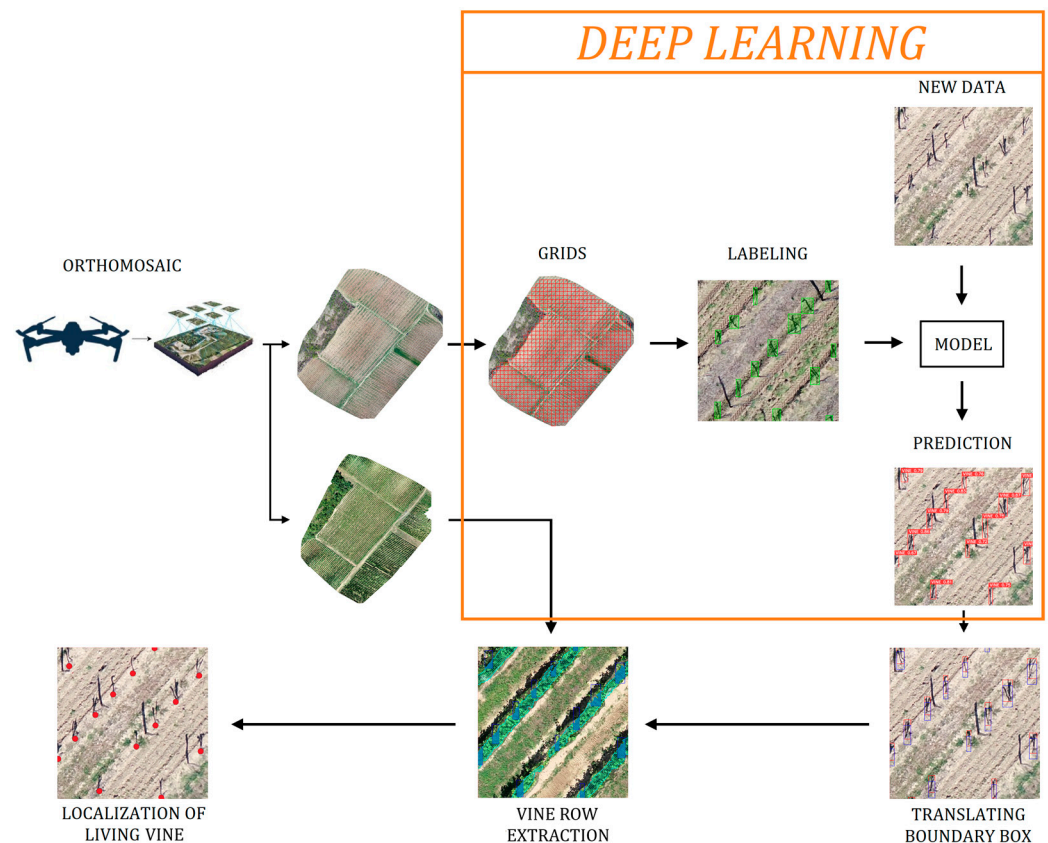 DEEP LEARNING
NEW DATA
ORTHOMOSAIC
GRIDS
LABELING
MODEL
PREDICTION
LOCALIZATION OF
LIVING VINE
VINE ROW
EXTRACTION
TRANSLATING
BOUNDARY BOX